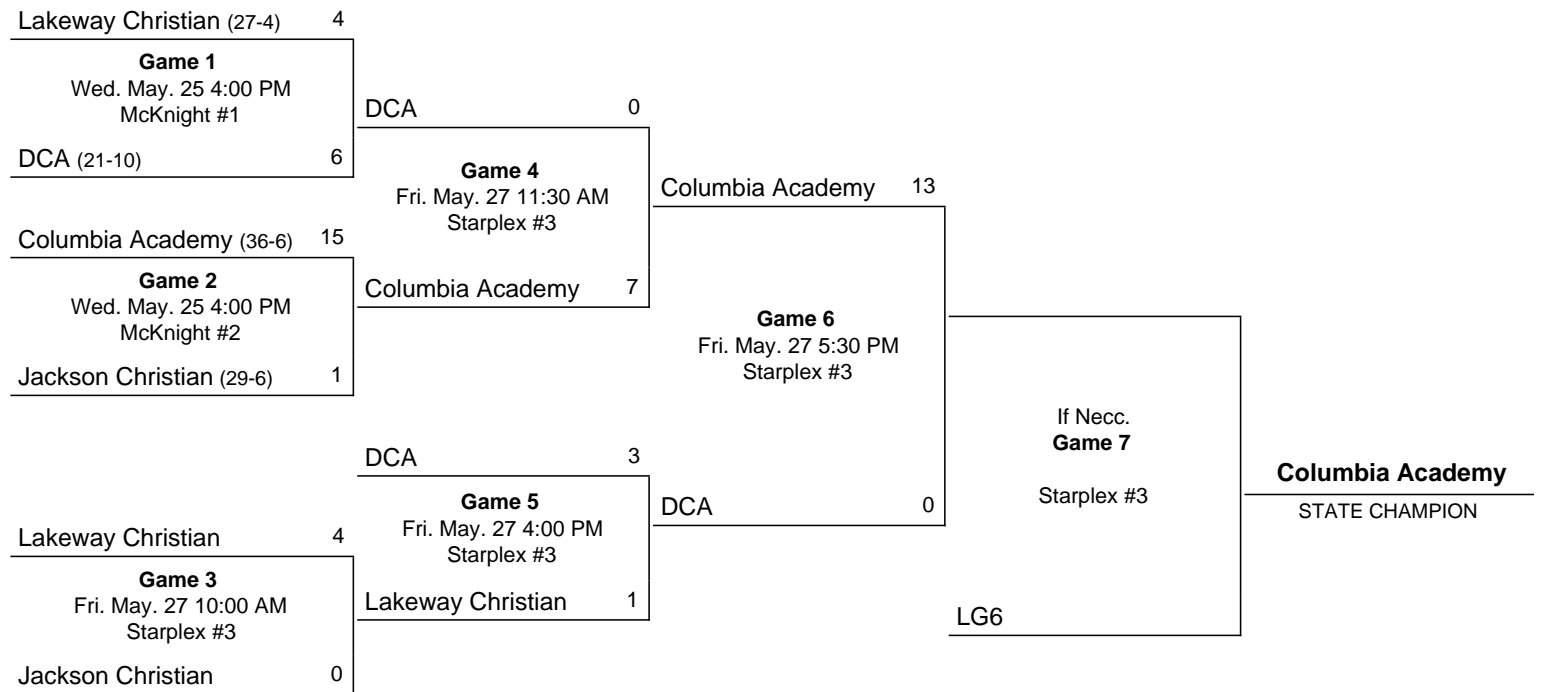 Lakeway Christian (27-4) 4
Game 1
Wed. May. 25 4:00 PM
McKnight #1
DCA (21-10) 6
Columbia Academy (36-6) 15
Game 2
Wed. May. 25 4:00 PM
McKnight #2
Jackson Christian (29-6) 1
Lakeway Christian 4
Game 3
Fri. May. 27 10:00 AM
Starplex #3
Jackson Christian 0
DCA 0
Game 4
Fri. May. 27 11:30 AM
Starplex #3
Columbia Academy 7
DCA 3
Game 5
Fri. May. 27 4:00 PM
Starplex #3
Lakeway Christian 1
Columbia Academy 13
Game 6
Fri. May. 27 5:30 PM
Starplex #3
DCA 0
If Necc.
Game 7
Starplex #3
LG6
Columbia Academy
STATE CHAMPION